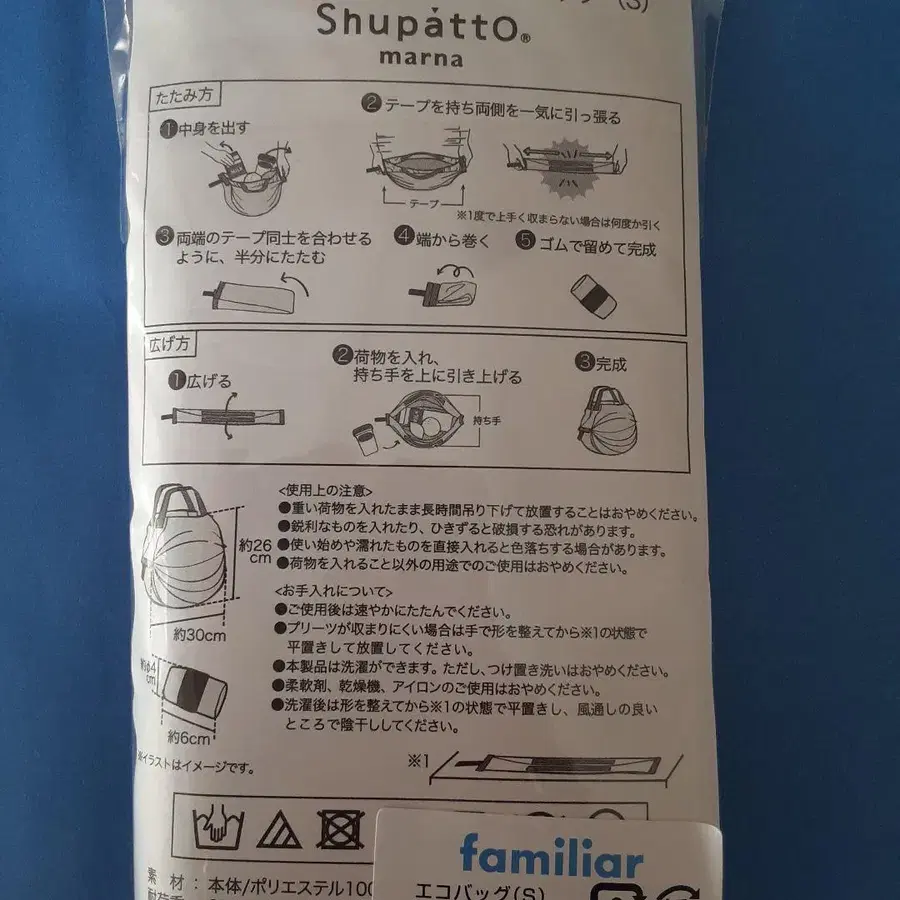 (S)
Shupatto®
marna
たたみ方
❶中身を出す
❷テープを持ち両側を一気に引っ張る
テープ
※1度で上手く収まらない場合は何度か引く
❸両端のテープ同士を合わせる
ように、半分にたたむ
❹端から巻く
❺ゴムで留めて完成
広げ方
❶広げる
❷荷物を入れ、
持ち手を上に引き上げる
持ち手
❸完成
約26
cm
約30cm
<使用上の注意>
●重い荷物を入れたまま長時間吊り下げて放置することはおやめください。
●鋭利なものを入れたり、ひきずると破損する恐れがあります。
●使い始めや濡れたものを直接入れると色落ちする場合があります。
●荷物を入れること以外の用途でのご使用はおやめください。
<お手入れについて>
●ご使用後は速やかにたたんでください。
●プリーツが収まりにくい場合は手で形を整えてから※1の状態で
平置きして放置してください。
●本製品は洗濯ができます。ただし、つけ置き洗いはおやめください。
●柔軟剤、乾燥機、アイロンのご使用はおやめください。
●洗濯後は形を整えてから※1の状態で平置きし、風通しの良い
ところで陰干ししてください。
cm
約6cm
※イラストはイメージです。
※1
素 材:本体/ポリエステル100
familiar
エコバッグ(S)